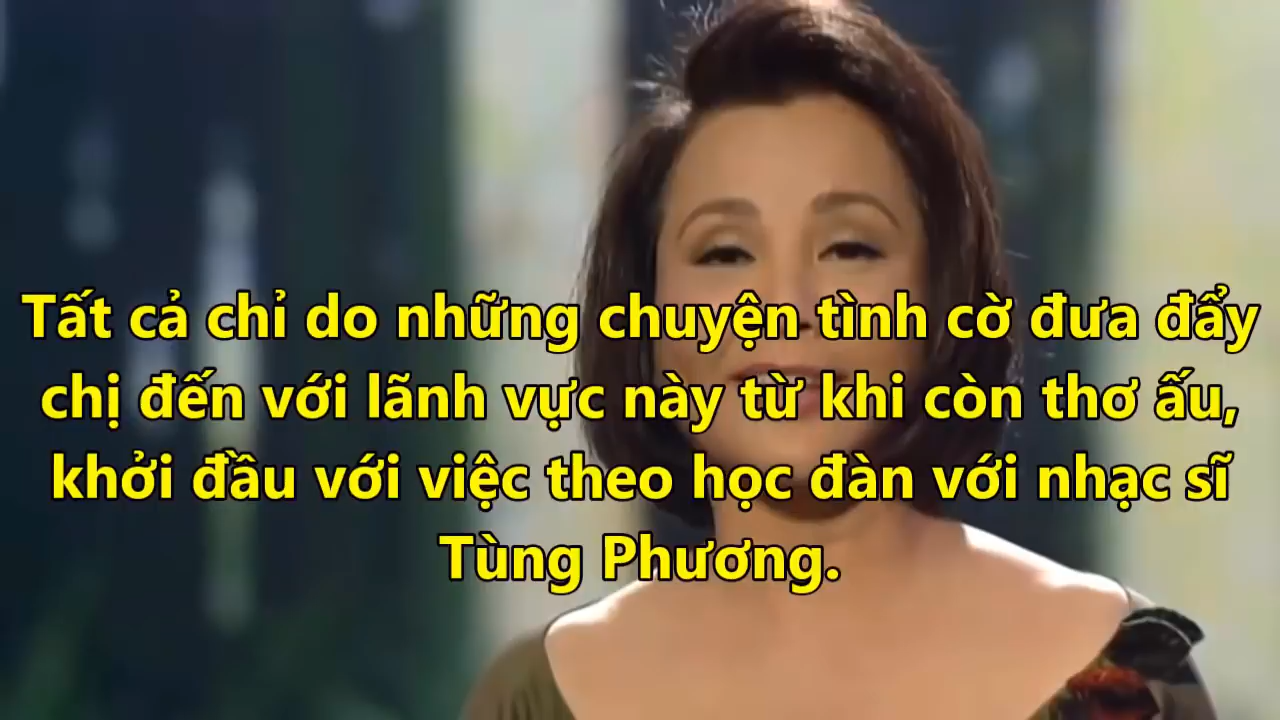 Tất cả chỉ do những chuyện tình cờ đưa đẩy
chị đến với lãnh vực này từ khi còn thơ ấu,
khởi đầu với việc theo học đàn với nhạc sĩ
Tùng Phương.